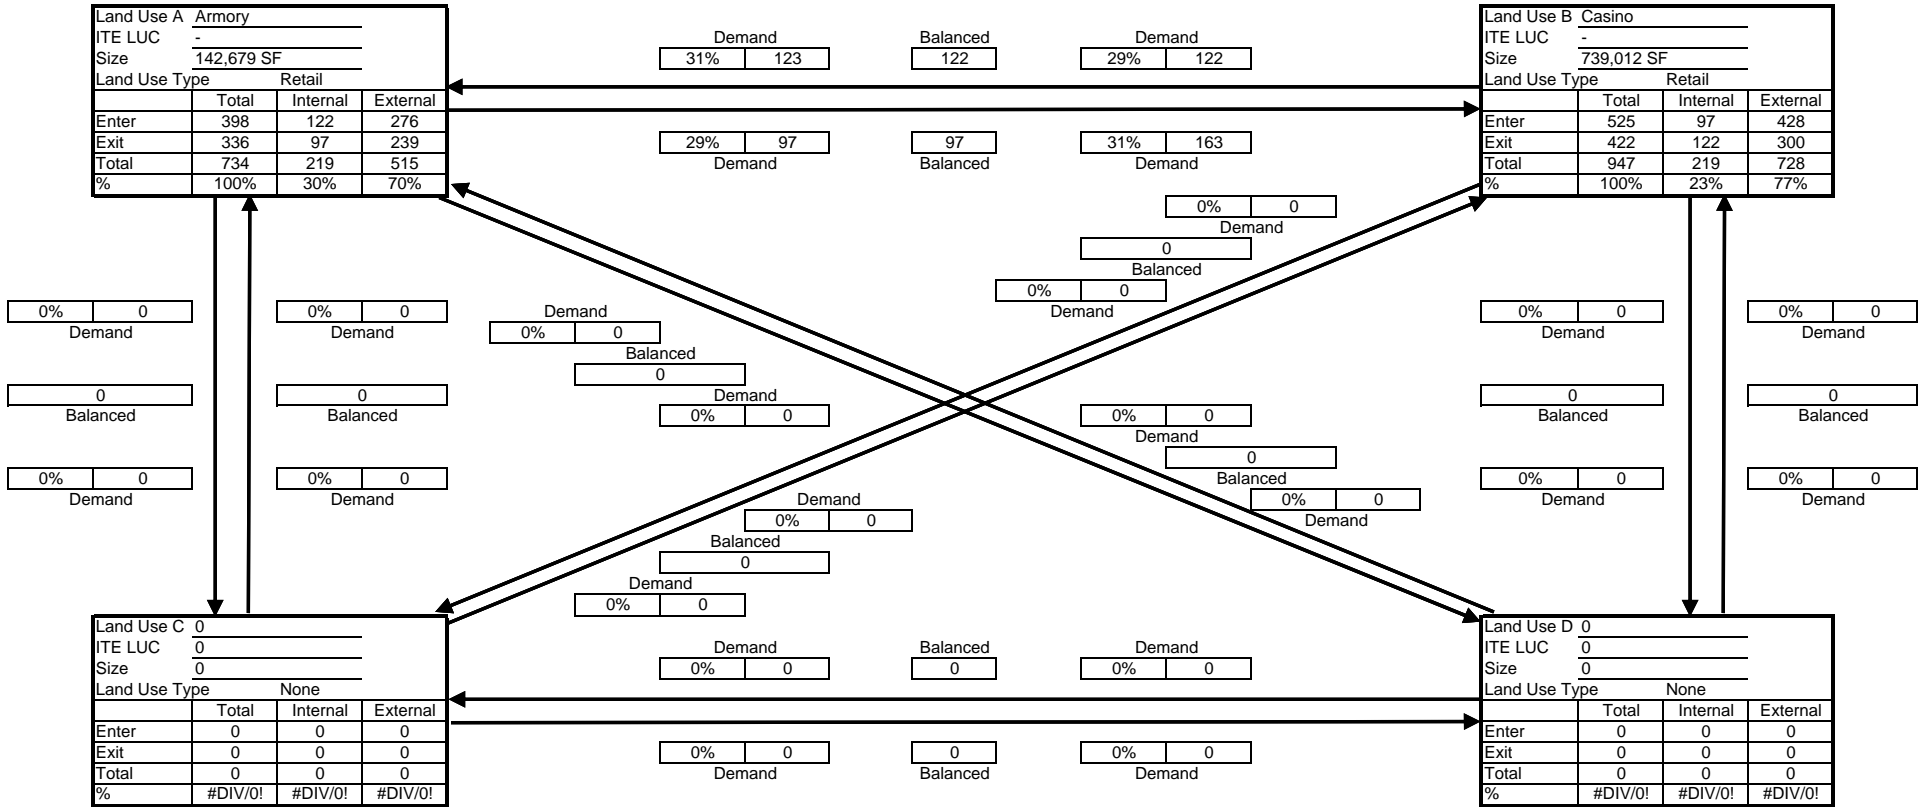 Land Use A Armory
ITE LUC -
Size 142,679 SF
Land Use Type Retail
Total Internal External
Enter 398 122 276
Exit 336 97 239
Total 734 219 515
% 100% 30% 70%
Demand Balanced Demand
31% 123 122 29% 122
29% 97 97 31% 163
Demand Balanced Demand
Land Use B Casino
ITE LUC -
Size 739,012 SF
Land Use Type Retail
Total Internal External
Enter 525 97 428
Exit 422 122 300
Total 947 219 728
% 100% 23% 77%
0% 0
Demand
0
Balanced
0% 0
Demand
0% 0
Demand
0
Balanced
0% 0
Demand
0% 0
Demand
0
Balanced
0% 0
Demand
Demand
0% 0
Balanced
0
Demand
0% 0
0% 0
Demand
0
Balanced
0% 0
Demand
0% 0
Demand
0
Balanced
0% 0
Demand
0% 0
Demand
0
Balanced
0% 0
Demand
Demand
0% 0
Balanced
0
Demand
0% 0
Land Use C 0
ITE LUC 0
Size 0
Land Use Type None
Total Internal External
Enter 0 0 0
Exit 0 0 0
Total 0 0 0
% #DIV/0! #DIV/0! #DIV/0!
Demand Balanced Demand
0% 0 0 0% 0
0% 0 0 0% 0
Demand Balanced Demand
Land Use D 0
ITE LUC 0
Size 0
Land Use Type None
Total Internal External
Enter 0 0 0
Exit 0 0 0
Total 0 0 0
% #DIV/0! #DIV/0! #DIV/0!